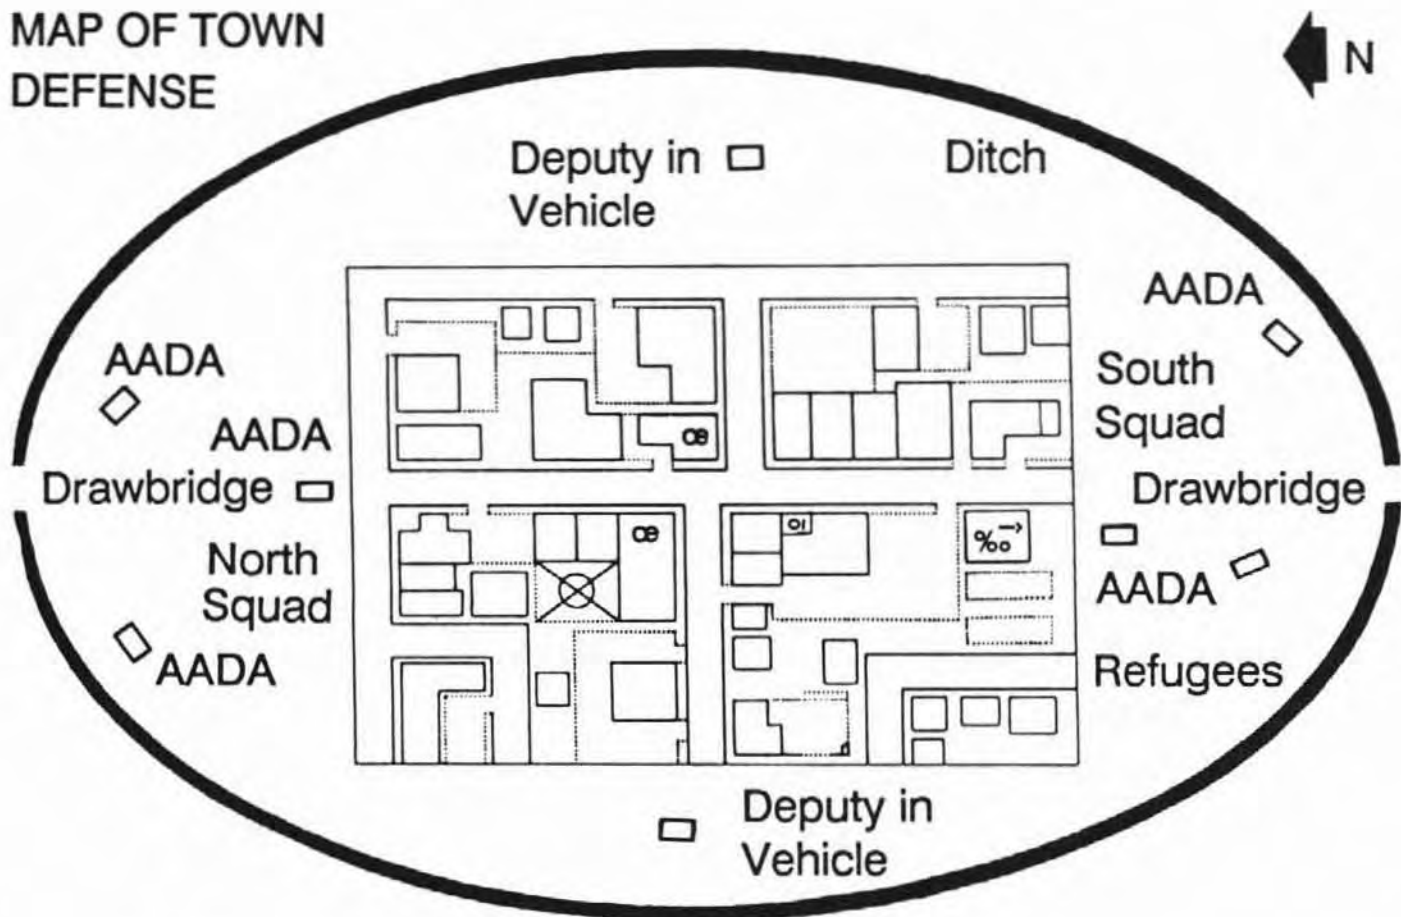 MAP OF TOWN
DEFENSE
N
Deputy in
Vehicle
Ditch
AADA
AADA
South
Squad
AADA
Drawbridge
Drawbridge
North
Squad
AADA
AADA
Refugees
Deputy in
Vehicle
œ
œ
%o